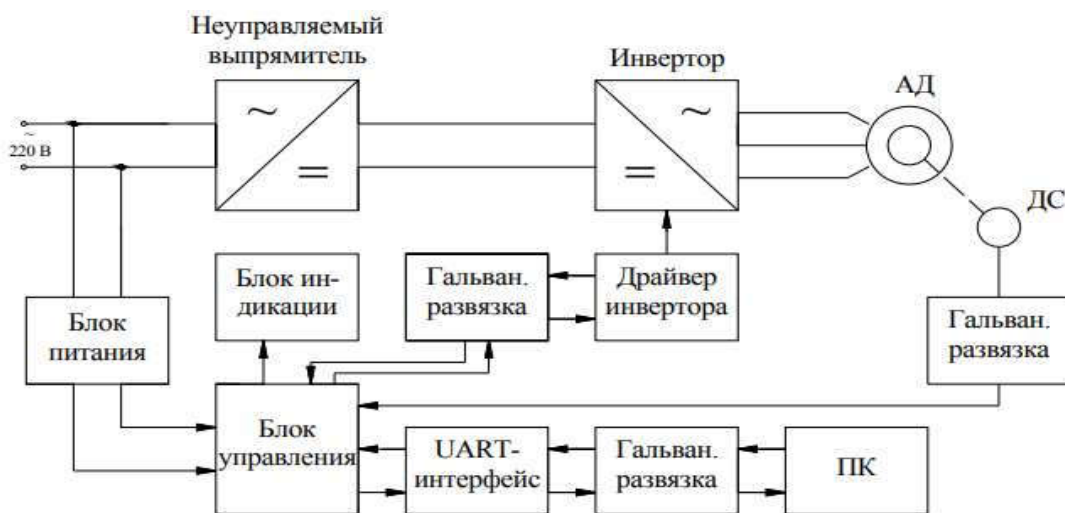 Неуправляемый
выпрямитель
Инвертор
АД
~
~
~
220 В
=
=
ДС
Блок ин-
дикации
Гальван.
развязка
Драйвер
инвертора
Блок
питания
Гальван.
развязка
Блок
управления
UART-
интерфейс
Гальван.
развязка
ПК